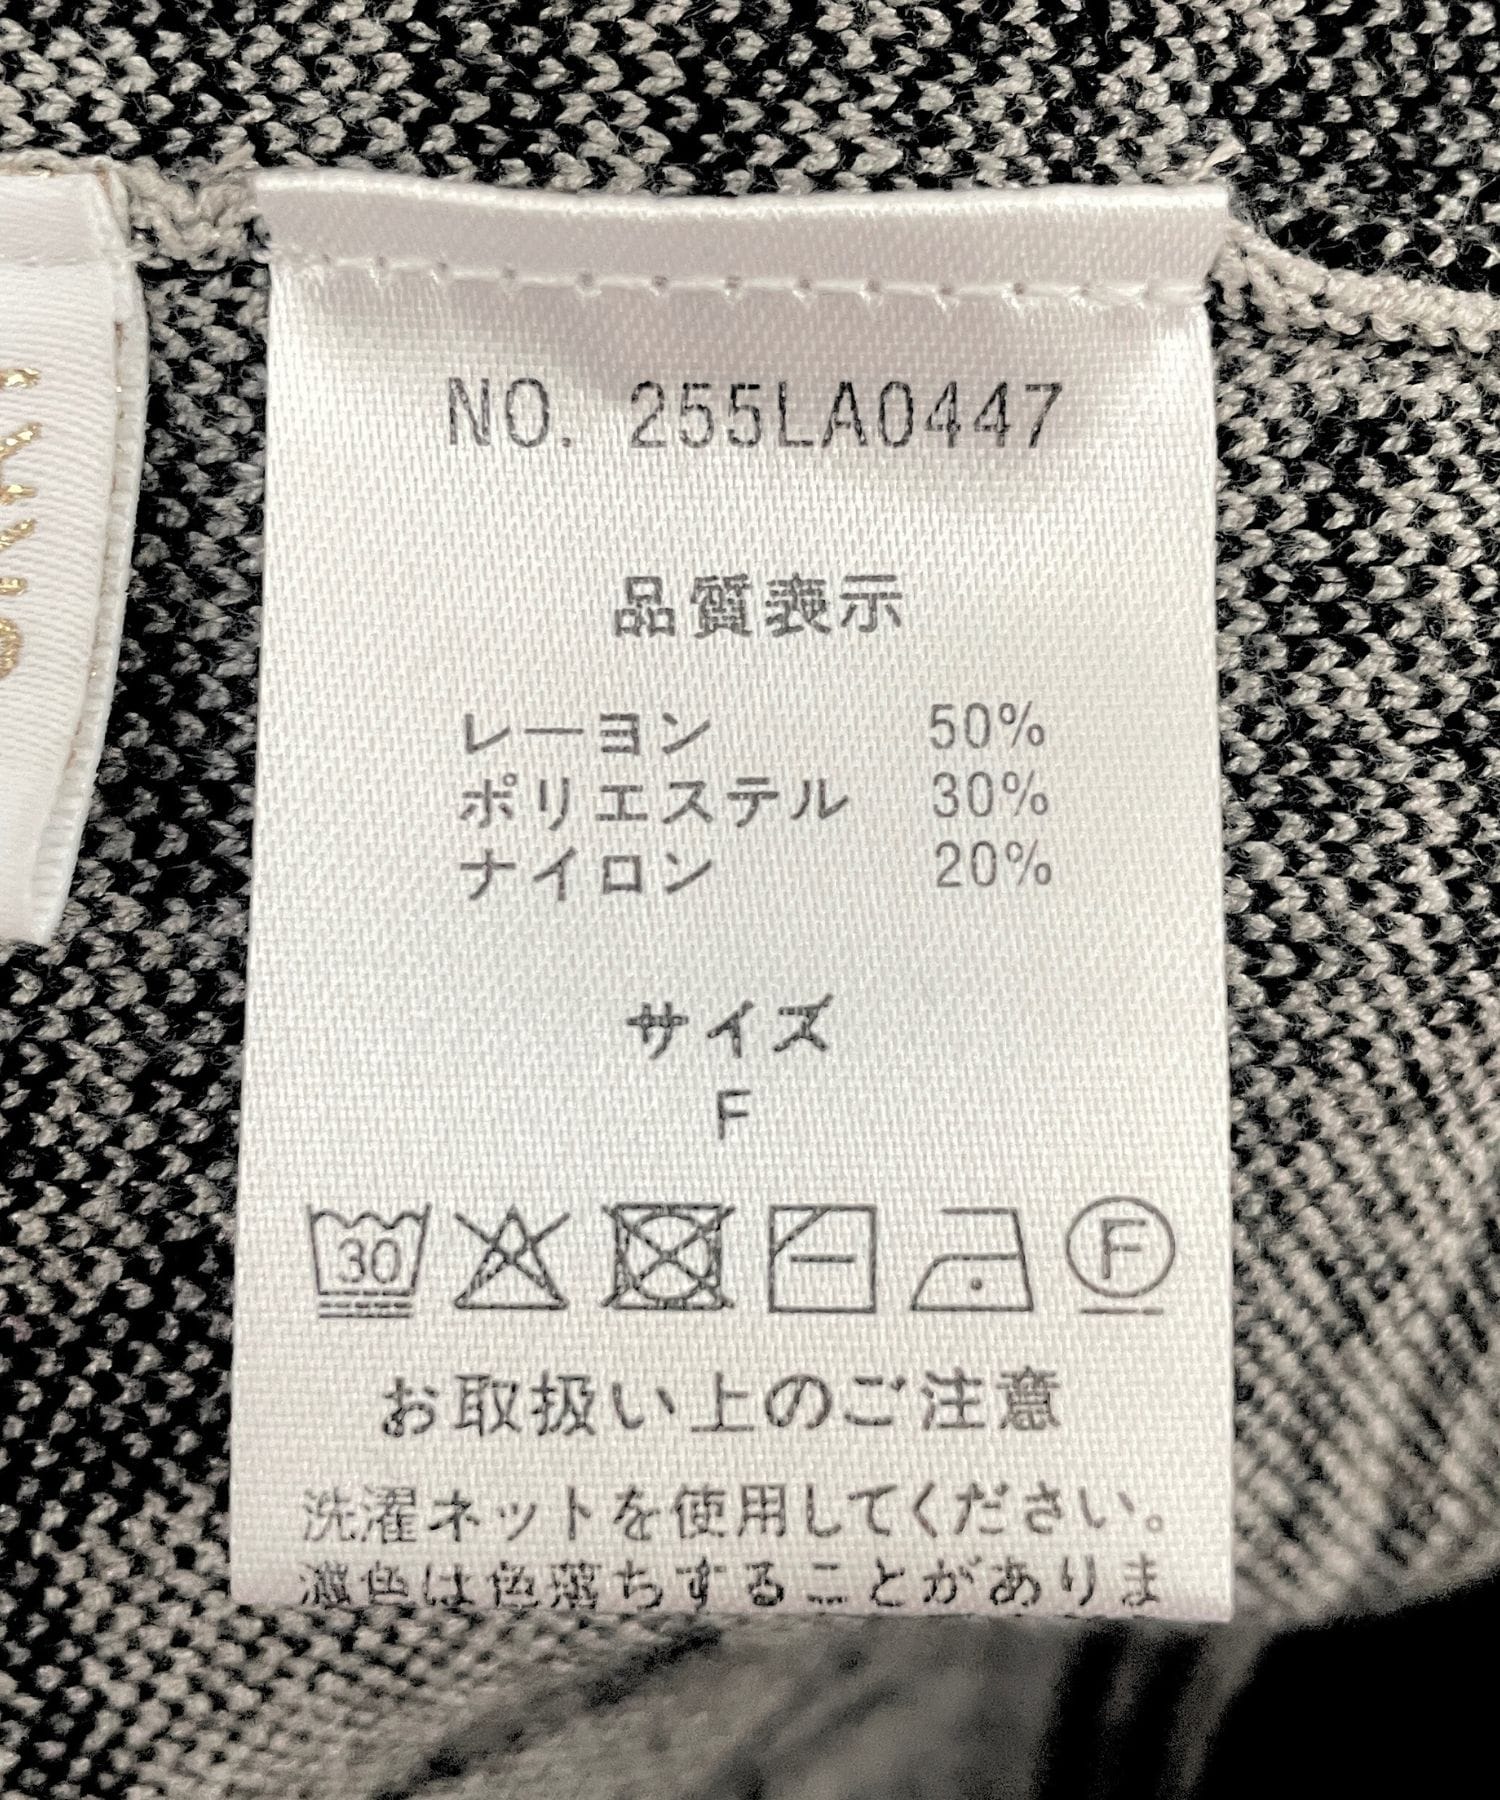 NO. 255LA0447
品質表示
レーヨン 50%
ポリエステル 30%
ナイロン 20%
サイズ
F
30
F
お取扱い上のご注意
洗濯ネットを使用してください。
濃色は色落ちすることがありま